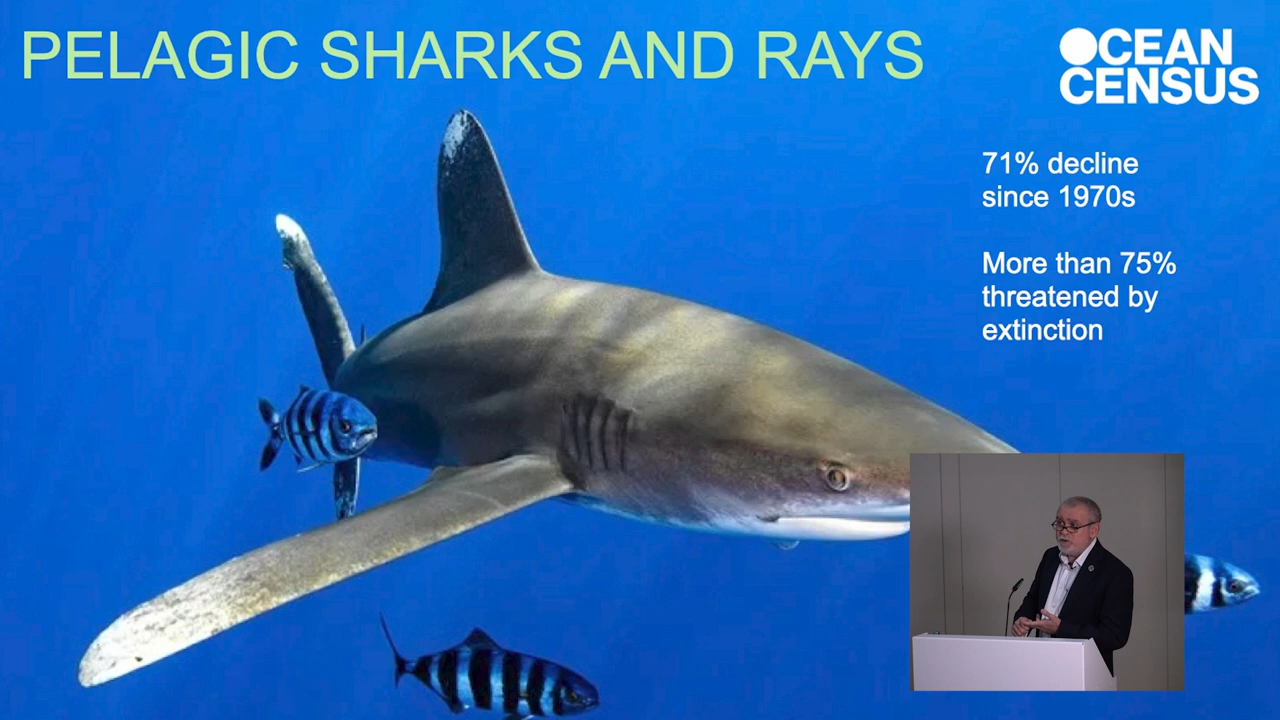 PELAGIC SHARKS AND RAYS
OCEAN
CENSUS
71% decline
since 1970s
More than 75%
threatened by
extinction